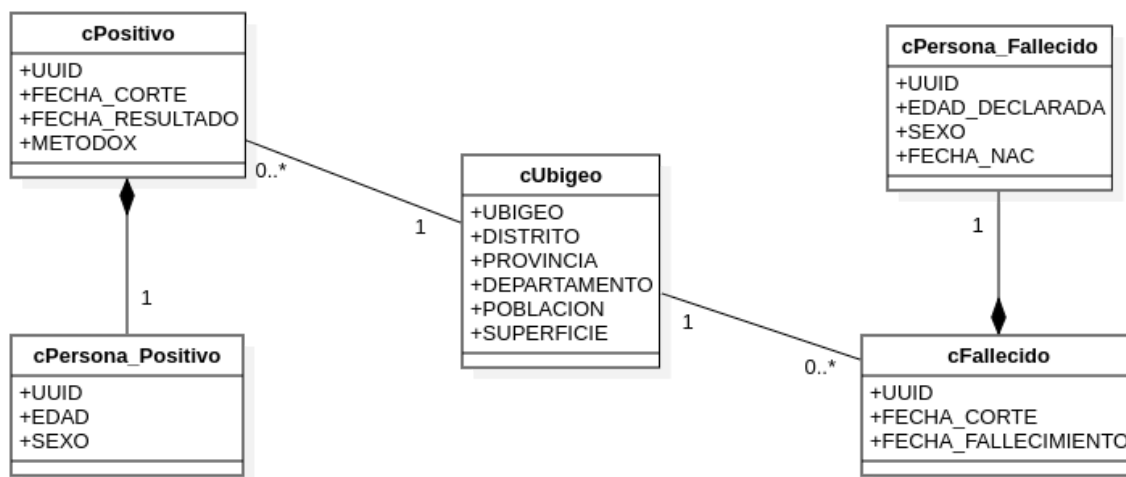 cPositivo
+UUID
+FECHA_CORTE
+FECHA_RESULTADO
+METODOX
0..*
1
1
cPersona_Positivo
+UUID
+EDAD
+SEXO
cUbigeo
+UBIGEO
+DISTRITO
+PROVINCIA
+DEPARTAMENTO
+POBLACION
+SUPERFICIE
1
0..*
cPersona_Fallecido
+UUID
+EDAD_DECLARADA
+SEXO
+FECHA_NAC
1
cFallecido
+UUID
+FECHA_CORTE
+FECHA_FALLECIMIENTO